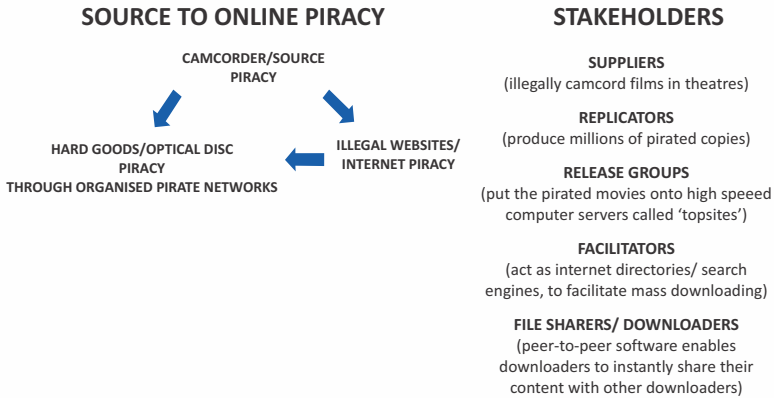 SOURCE TO ONLINE PIRACY
CAMCORDER/SOURCE
PIRACY
HARD GOODS/OPTICAL DISC
PIRACY
THROUGH ORGANISED PIRATE NETWORKS
ILLEGAL WEBSITES/
INTERNET PIRACY
STAKEHOLDERS
SUPPLIERS
(illegally camcord films in theatres)
REPLICATORS
(produce millions of pirated copies)
RELEASE GROUPS
(put the pirated movies onto high speeed
computer servers called ‘topsites’)
FACILITATORS
(act as internet directories/ search
engines, to facilitate mass downloading)
FILE SHARERS/ DOWNLOADERS
(peer-to-peer software enables
downloaders to instantly share their
content with other downloaders)